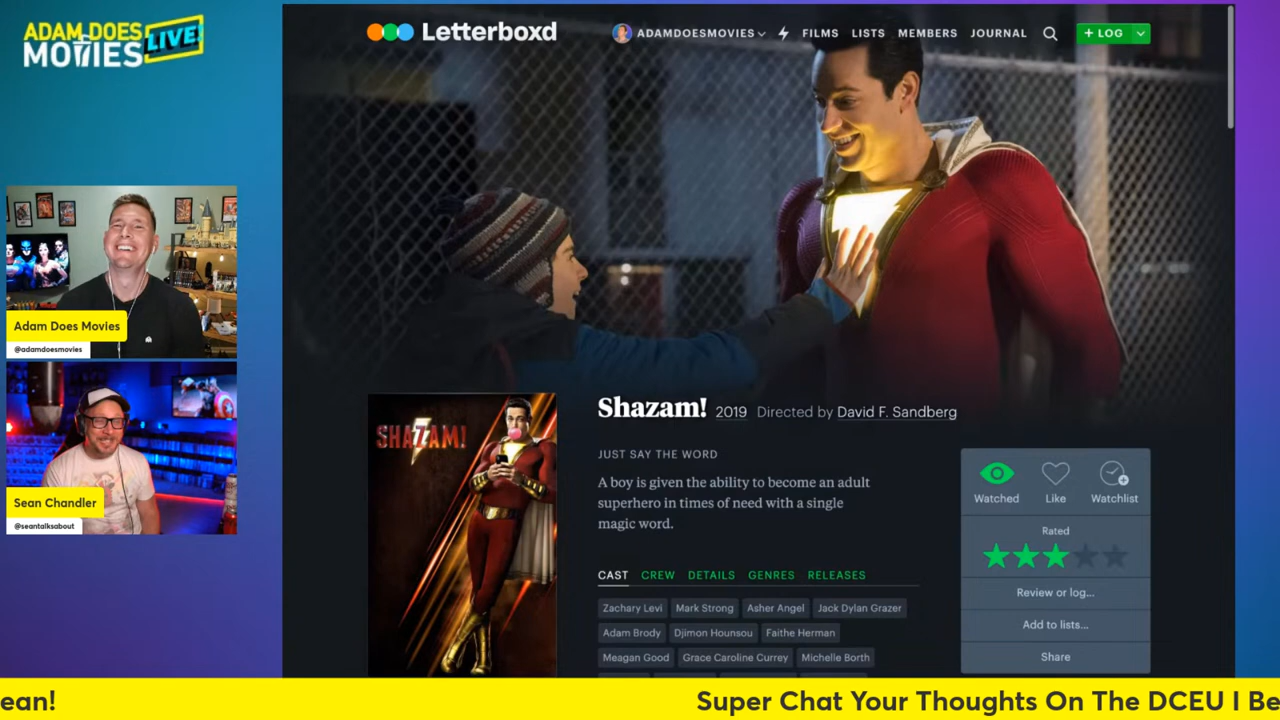 ADAM DOES
MOVIES
LIVE!
Letterboxd
ADAMDOESMOVIES
FILMS
LISTS
MEMBERS
JOURNAL
+ LOG
Adam Does Movies
@adamdoesmovies
Sean Chandler
@seantalksabout
SHAZAM!
Shazam! 2019 Directed by David F. Sandberg
JUST SAY THE WORD
A boy is given the ability to become an adult
superhero in times of need with a single
magic word.
Watched Like Watchlist
Rated
Review or log...
Add to lists...
Share
CAST CREW DETAILS GENRES RELEASES
Zachary Levi Mark Strong Asher Angel Jack Dylan Grazer
Adam Brody Djimon Hounsou Faithe Herman
Meagan Good Grace Caroline Currey Michelle Borth
ean! Super Chat Your Thoughts On The DCEU I Be